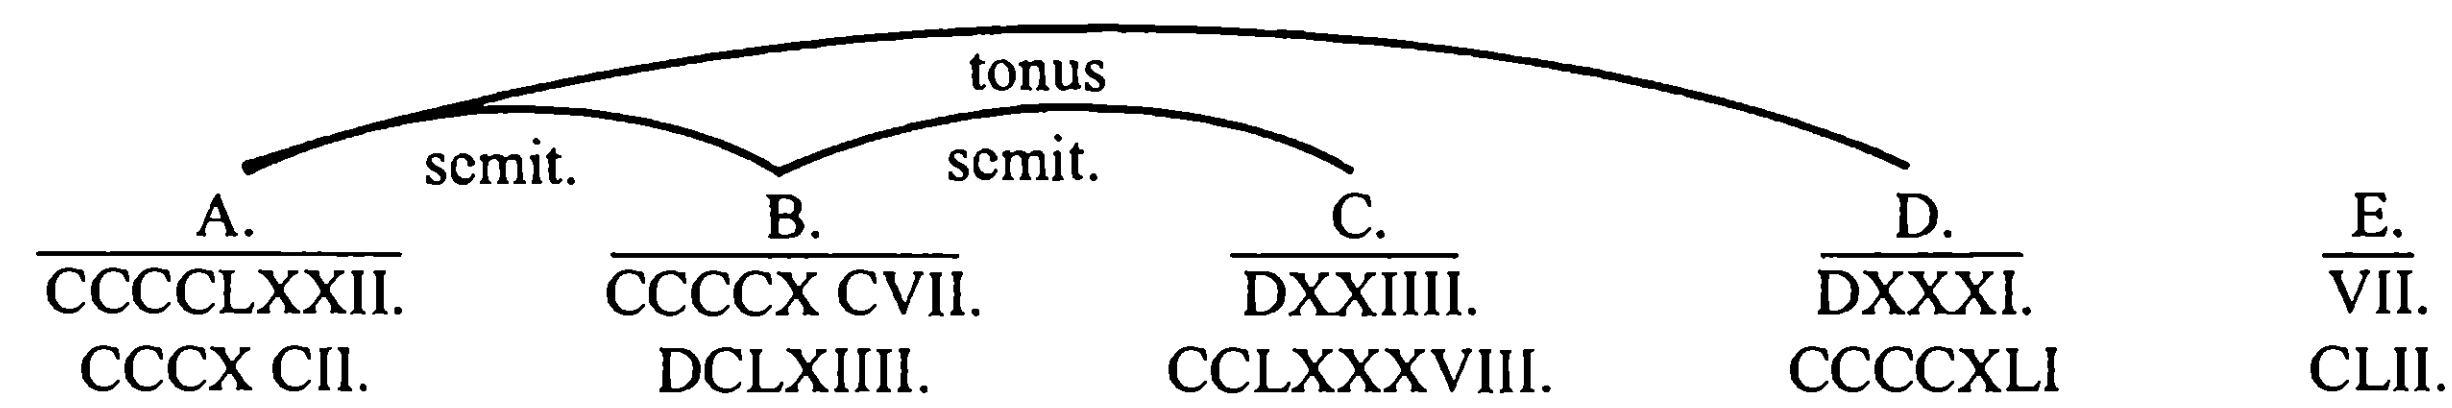 tonus
semit. semit.
A. B. C. D. E.
CCCCLXXII. CCCCX CVII. DXXIIII. DXXXI. VII.
CCCX CII. DCLXIIII. CCLXXXVIII. CCCCXLI CLII.